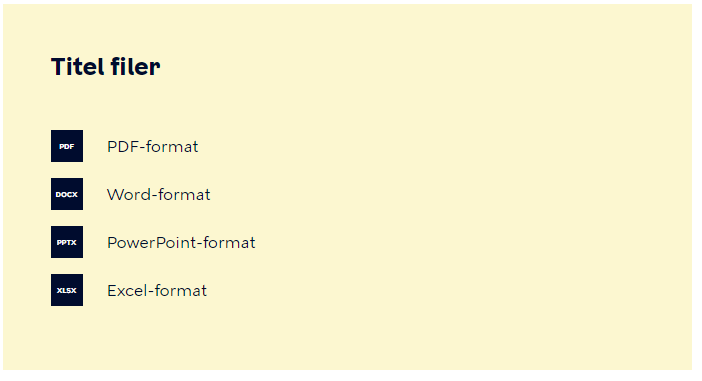 Titel filer
PDF PDF-format
DOCX Word-format
PPTX PowerPoint-format
XLSX Excel-format